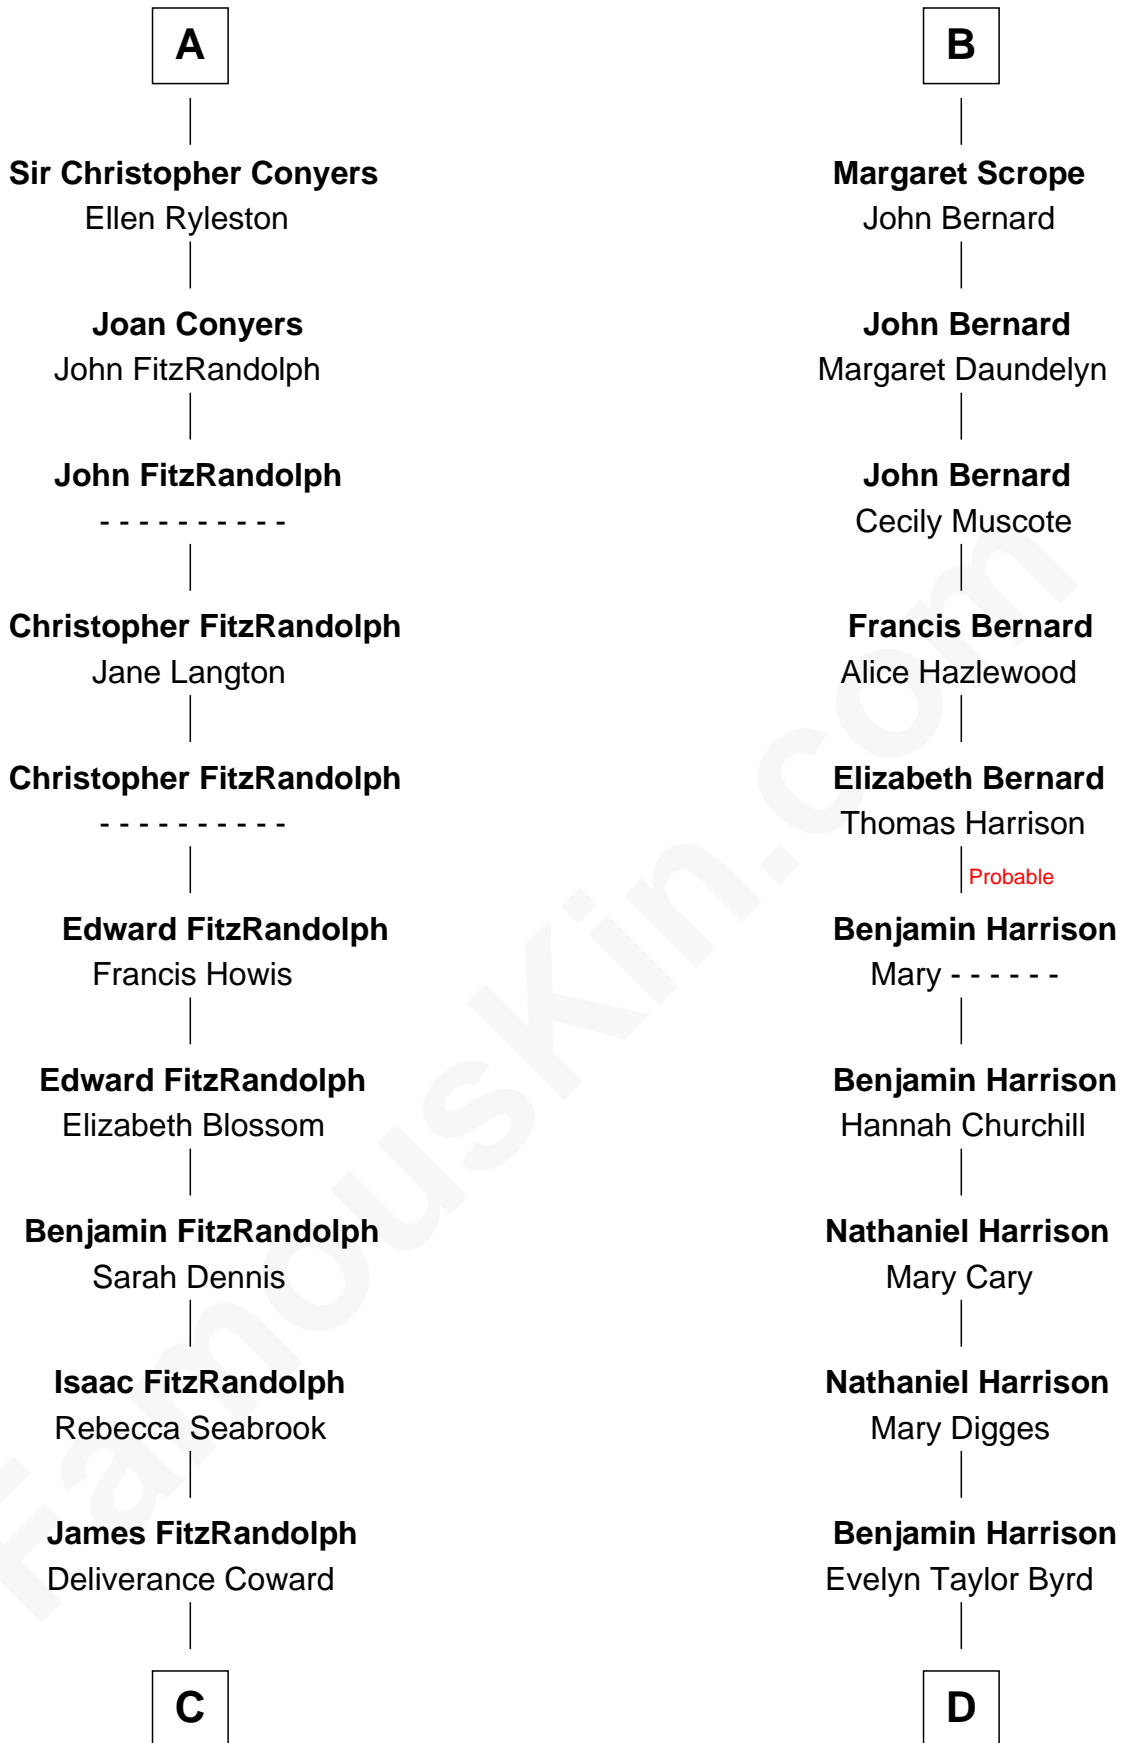 A
Sir Christopher Conyers
Ellen Ryleston
Joan Conyers
John FitzRandolph
John FitzRandolph
- - - - - - - - - -
Christopher FitzRandolph
Jane Langton
Christopher FitzRandolph
- - - - - - - - - -
Edward FitzRandolph
Francis Howis
Edward FitzRandolph
Elizabeth Blossom
Benjamin FitzRandolph
Sarah Dennis
Isaac FitzRandolph
Rebecca Seabrook
James FitzRandolph
Deliverance Coward
C
B
Margaret Scrope
John Bernard
John Bernard
Margaret Daundelyn
John Bernard
Cecily Muscote
Francis Bernard
Alice Hazlewood
Elizabeth Bernard
Thomas Harrison
Probable
Benjamin Harrison
Mary - - - - - -
Benjamin Harrison
Hannah Churchill
Nathaniel Harrison
Mary Cary
Nathaniel Harrison
Mary Digges
Benjamin Harrison
Evelyn Taylor Byrd
D
FamousKin.com